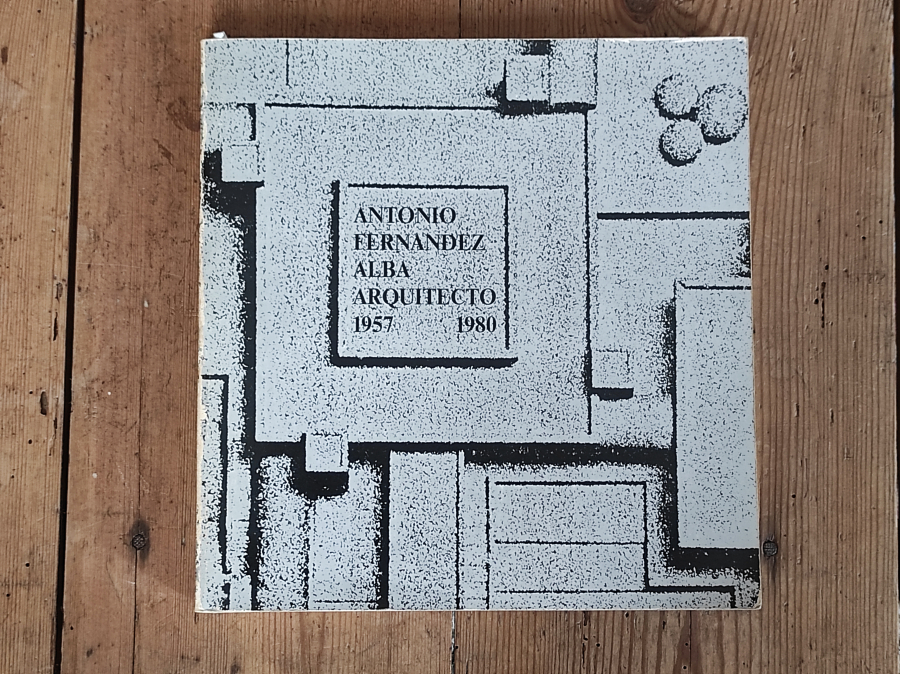 ANTONIO
FERNANDEZ
ALBA
ARQUITECTO
1957 1980